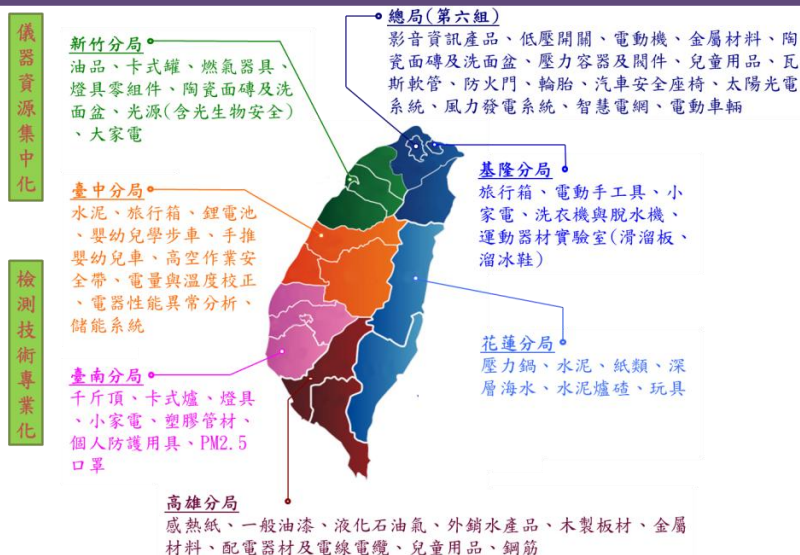 儀器資源集中化
檢測技術專業化
總局(第六組)
影音資訊產品、低壓開關、電動機、金屬材料、陶
瓷面磚及洗面盆、壓力容器及閥件、兒童用品、瓦
斯軟管、防火門、輪胎、汽車安全座椅、太陽光電
系統、風力發電系統、智慧電網、電動車輛
新竹分局
油品、卡式罐、燃氣器具、
燈具零組件、陶瓷面磚及洗
面盆、光源(含光生物安全)
、大家電
基隆分局
旅行箱、電動手工具、小
家電、洗衣機與脫水機、
運動器材實驗室(滑溜板、
溜冰鞋)
臺中分局
水泥、旅行箱、鋰電池
、嬰幼兒學步車、手推
嬰幼兒車、高空作業安
全帶、電量與溫度校正
、電器性能異常分析、
儲能系統
花蓮分局
壓力鍋、水泥、紙類、深
層海水、水泥爐碴、玩具
臺南分局
千斤頂、卡式爐、燈具
、小家電、塑膠管材、
個人防護用具、PM2.5
口罩
高雄分局
感熱紙、一般油漆、液化石油氣、外銷水產品、木製板材、金屬
材料、配電器材及電線電纜、兒童用品、鋼筋